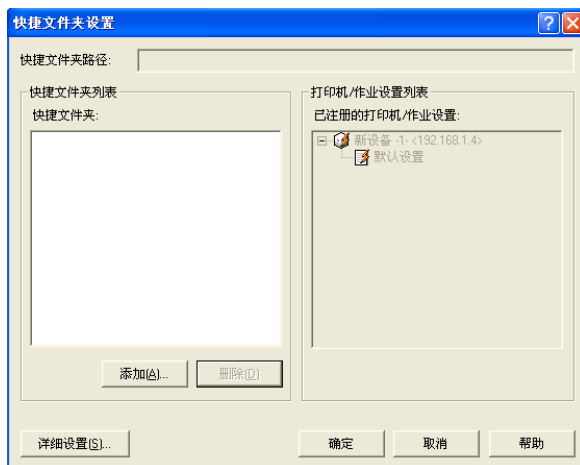 快捷文件夹设置
快捷文件夹路径:
快捷文件夹列表
快捷文件夹:
添加(A)...
删除(D)
打印机/作业设置列表
已注册的打印机/作业设置:
新设备 -1- <192.168.1.4>
默认设置
详细设置(S)...
确定
取消
帮助